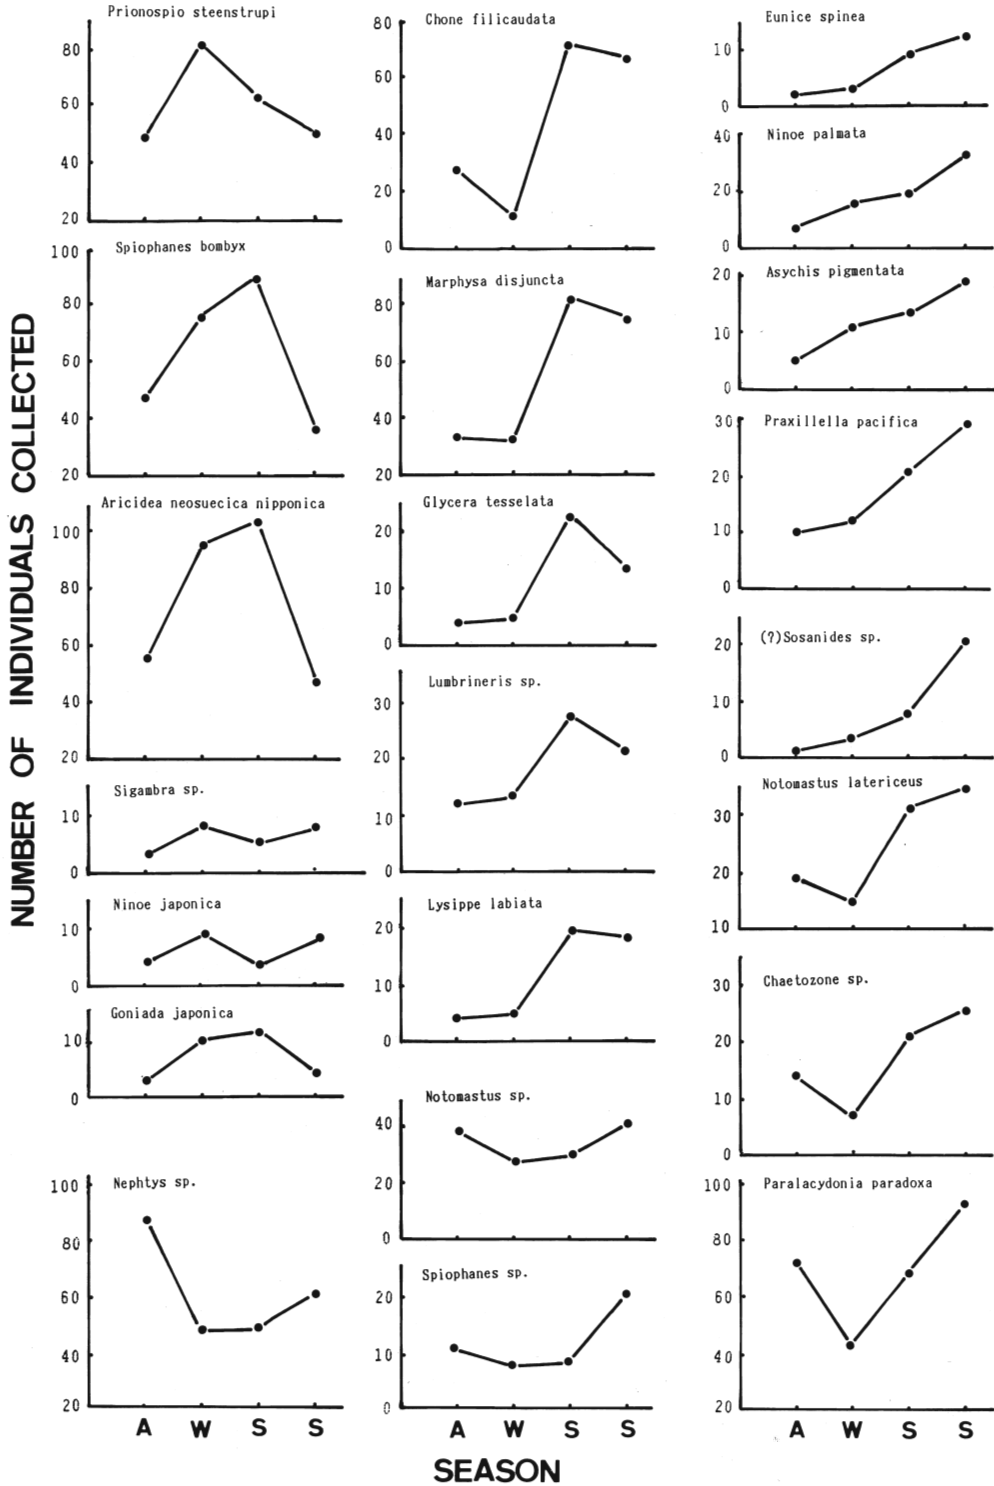 NUMBER OF INDIVIDUALS COLLECTED
Prionospio steenstrupi
80
60
40
20
Spiophanes bombyx
100
80
60
40
20
Aricidea neosuecica nipponica
100
80
60
40
20
Sigambra sp.
10
0
Ninoe japonica
10
0
Goniada japonica
10
0
Nephtys sp.
100
80
60
40
20
A W S S
Chone filicaudata
80
60
40
20
0
Marphysa disjuncta
80
60
40
20
Glycera tesselata
20
10
0
Lumbrineris sp.
30
20
10
0
Lysippe labiata
20
10
0
Notomastus sp.
40
20
0
Spiophanes sp.
20
10
0
A W S S
Eunice spinea
10
0
Ninoe palmata
40
20
0
Asychis pigmentata
20
10
0
Praxillella pacifica
30
20
10
0
(?)Sosanides sp.
20
10
0
Notomastus latericeus
30
20
10
Chaetozone sp.
30
20
10
0
Paralacydonia paradoxa
100
80
60
40
20
A W S S
SEASON